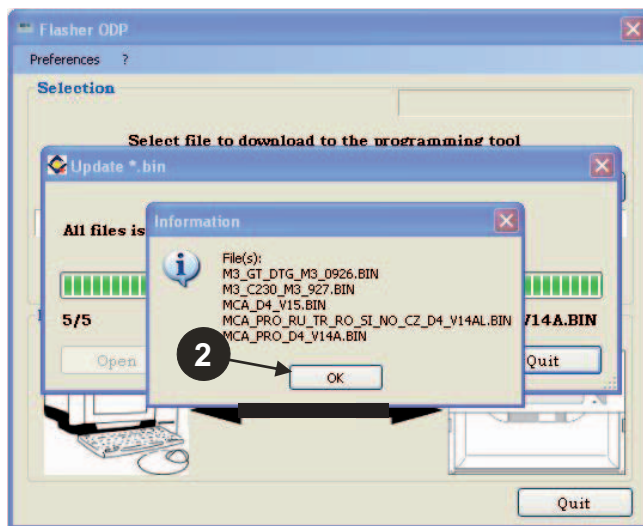 Flasher ODP
Preferences ?
Selection
Select file to download to the programming tool
Update *.bin
All files is
Information
File(s):
M3_GT_DTG_M3_0926.BIN
M3_C230_M3_927.BIN
MCA_D4_V15.BIN
MCA_PRO_RU_TR_RO_SI_NO_CZ_D4_V14AL.BIN
MCA_PRO_D4_V14A.BIN
5/5
V14A.BIN
2
Open
OK
Quit
Quit